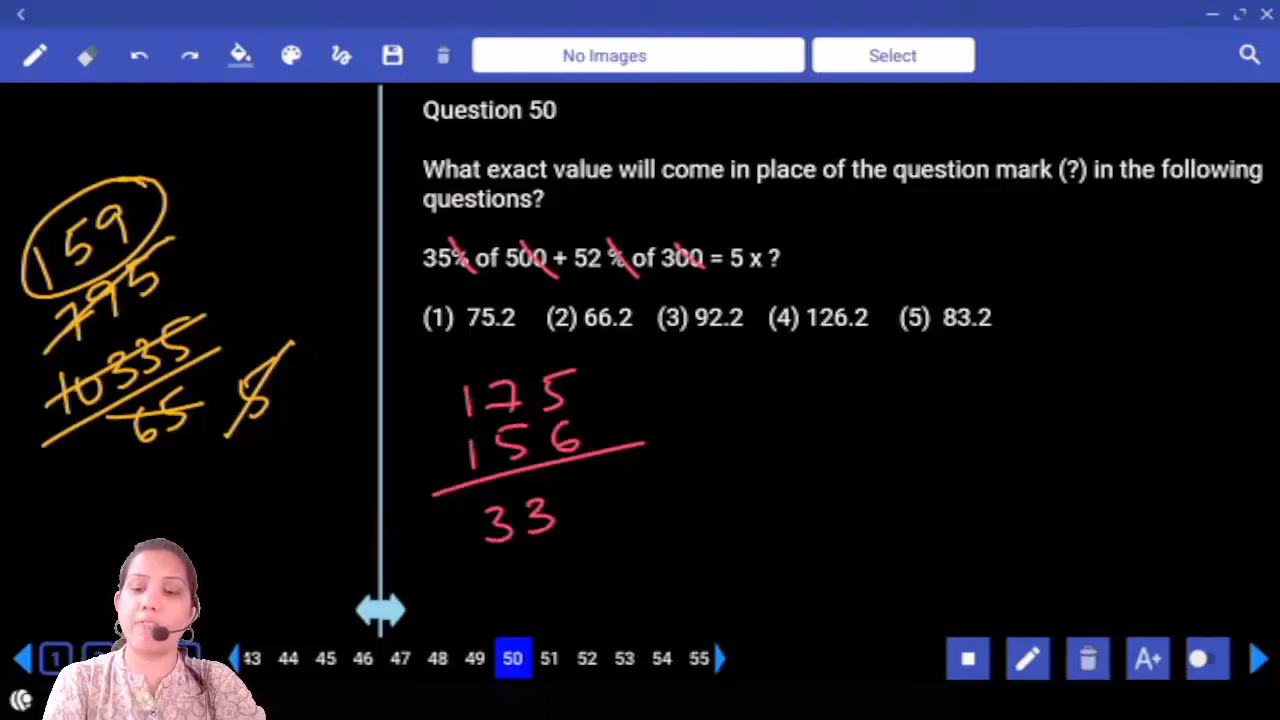 No Images
Select
Question 50
What exact value will come in place of the question mark (?) in the following
questions?
35% of 500 + 52 % of 300 = 5 x ?
(1) 75.2 (2) 66.2 (3) 92.2 (4) 126.2 (5) 83.2
159
795
10335
65 8
175
156
33
1
43 44 45 46 47 48 49 50 51 52 53 54 55
A+